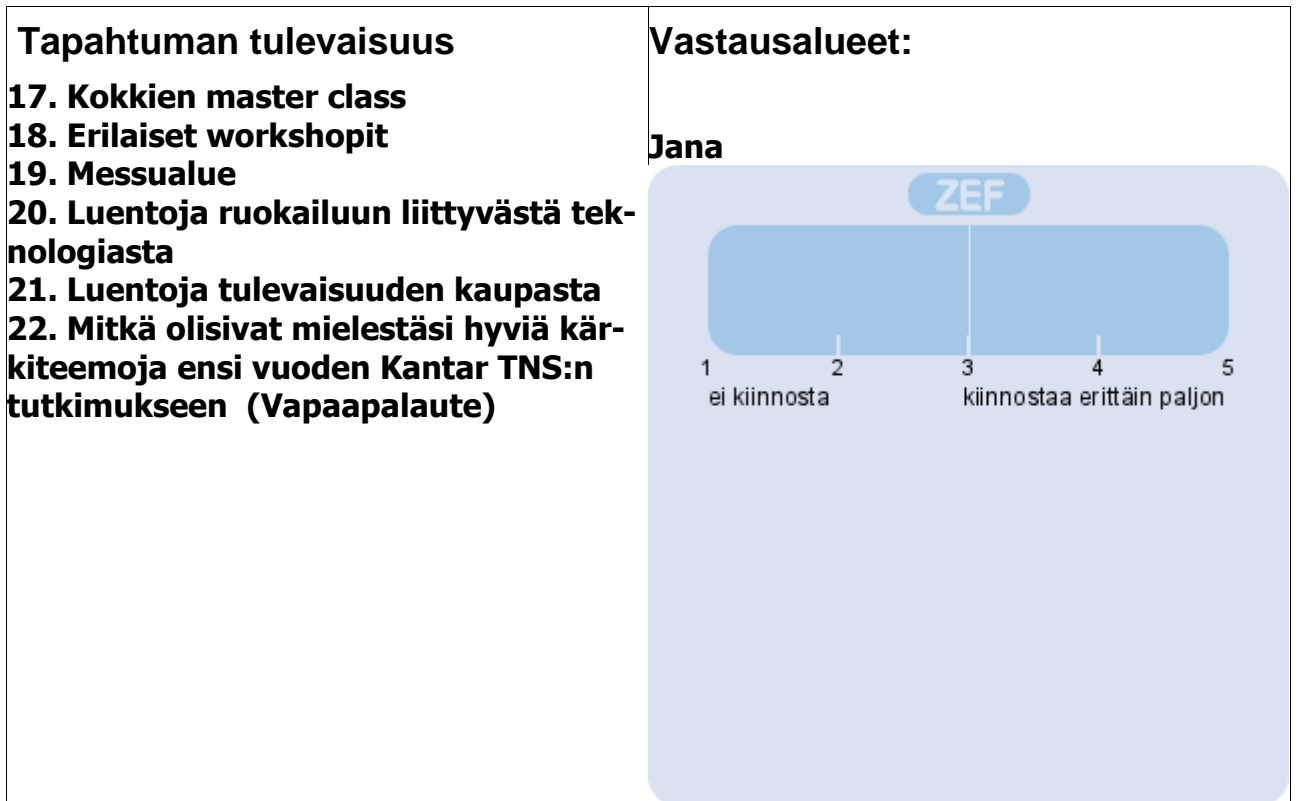 Tapahtuman tulevaisuus
17. Kokkien master class
18. Erilaiset workshopit
19. Messualue
20. Luentoja ruokailuun liittyvästä tek-
nologiasta
21. Luentoja tulevaisuuden kaupasta
22. Mitkä olisivat mielestäsi hyviä kär-
kiteemoja ensi vuoden Kantar TNS:n
tutkimukseen (Vapaapalaute)
Vastausalueet:
Jana
ZEF
1 2 3 4 5
ei kiinnosta kiinnostaa erittäin paljon